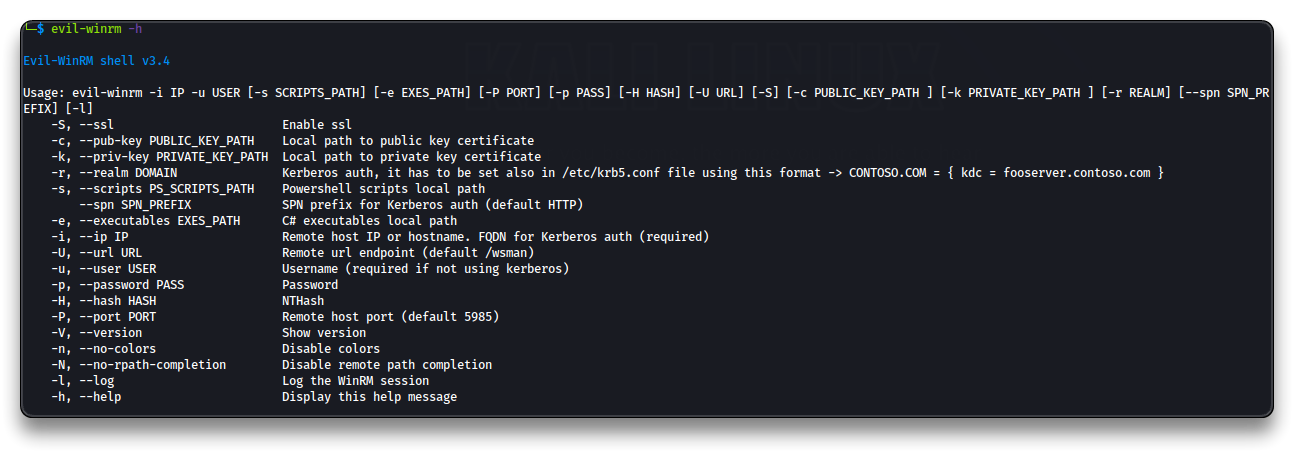 └─$ evil-winrm -h
Evil-WinRM shell v3.4
Usage: evil-winrm -i IP -u USER [-s SCRIPTS_PATH] [-e EXES_PATH] [-P PORT] [-p PASS] [-H HASH] [-U URL] [-S] [-c PUBLIC_KEY_PATH ] [-k PRIVATE_KEY_PATH ] [-r REALM] [--spn SPN_PR
EFIX] [-l]
    -S, --ssl                        Enable ssl
    -c, --pub-key PUBLIC_KEY_PATH    Local path to public key certificate
    -k, --priv-key PRIVATE_KEY_PATH  Local path to private key certificate
    -r, --realm DOMAIN               Kerberos auth, it has to be set also in /etc/krb5.conf file using this format -> CONTOSO.COM = { kdc = fooserver.contoso.com }
    -s, --scripts PS_SCRIPTS_PATH    Powershell scripts local path
        --spn SPN_PREFIX             SPN prefix for Kerberos auth (default HTTP)
    -e, --executables EXES_PATH      C# executables local path
    -i, --ip IP                      Remote host IP or hostname. FQDN for Kerberos auth (required)
    -U, --url URL                    Remote url endpoint (default /wsman)
    -u, --user USER                  Username (required if not using kerberos)
    -p, --password PASS              Password
    -H, --hash HASH                  NTHash
    -P, --port PORT                  Remote host port (default 5985)
    -V, --version                    Show version
    -n, --no-colors                  Disable colors
    -N, --no-rpath-completion        Disable remote path completion
    -l, --log                        Log the WinRM session
    -h, --help                       Display this help message